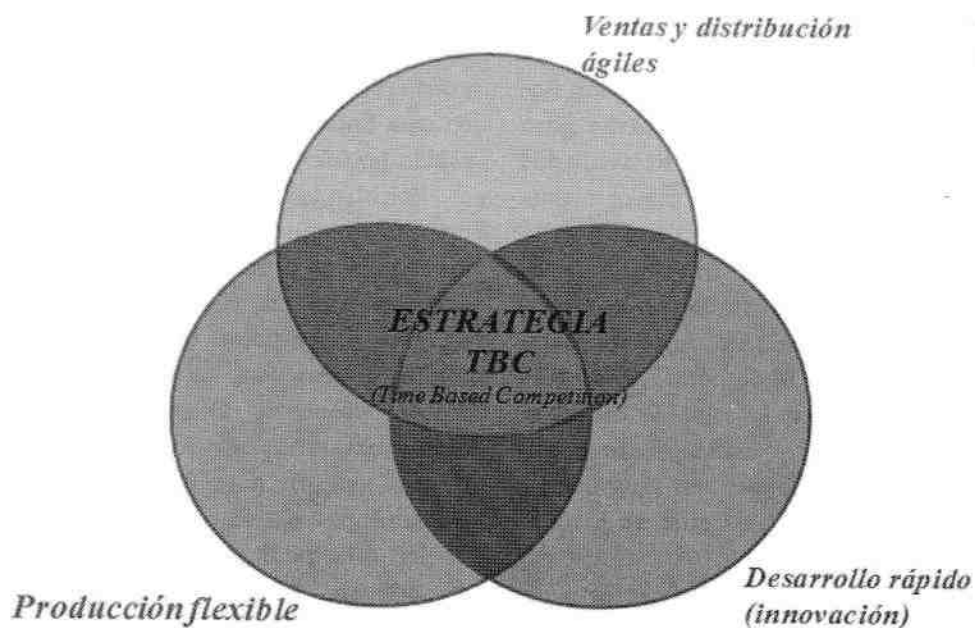 Ventas y distribución
ágiles
ESTRATEGIA
TBC
(Time Based Competition)
Producción flexible
Desarrollo rápido
(innovación)